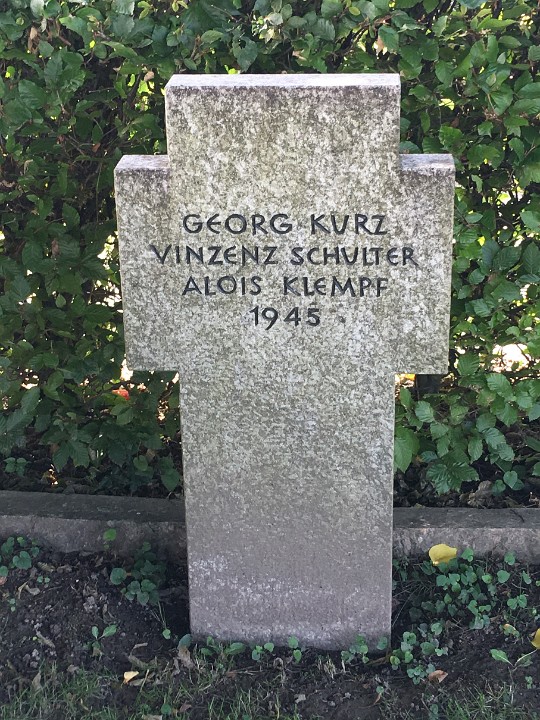 GEORG KURZ
VINZENZ SCHULTER
ALOIS KLEMPF
1945